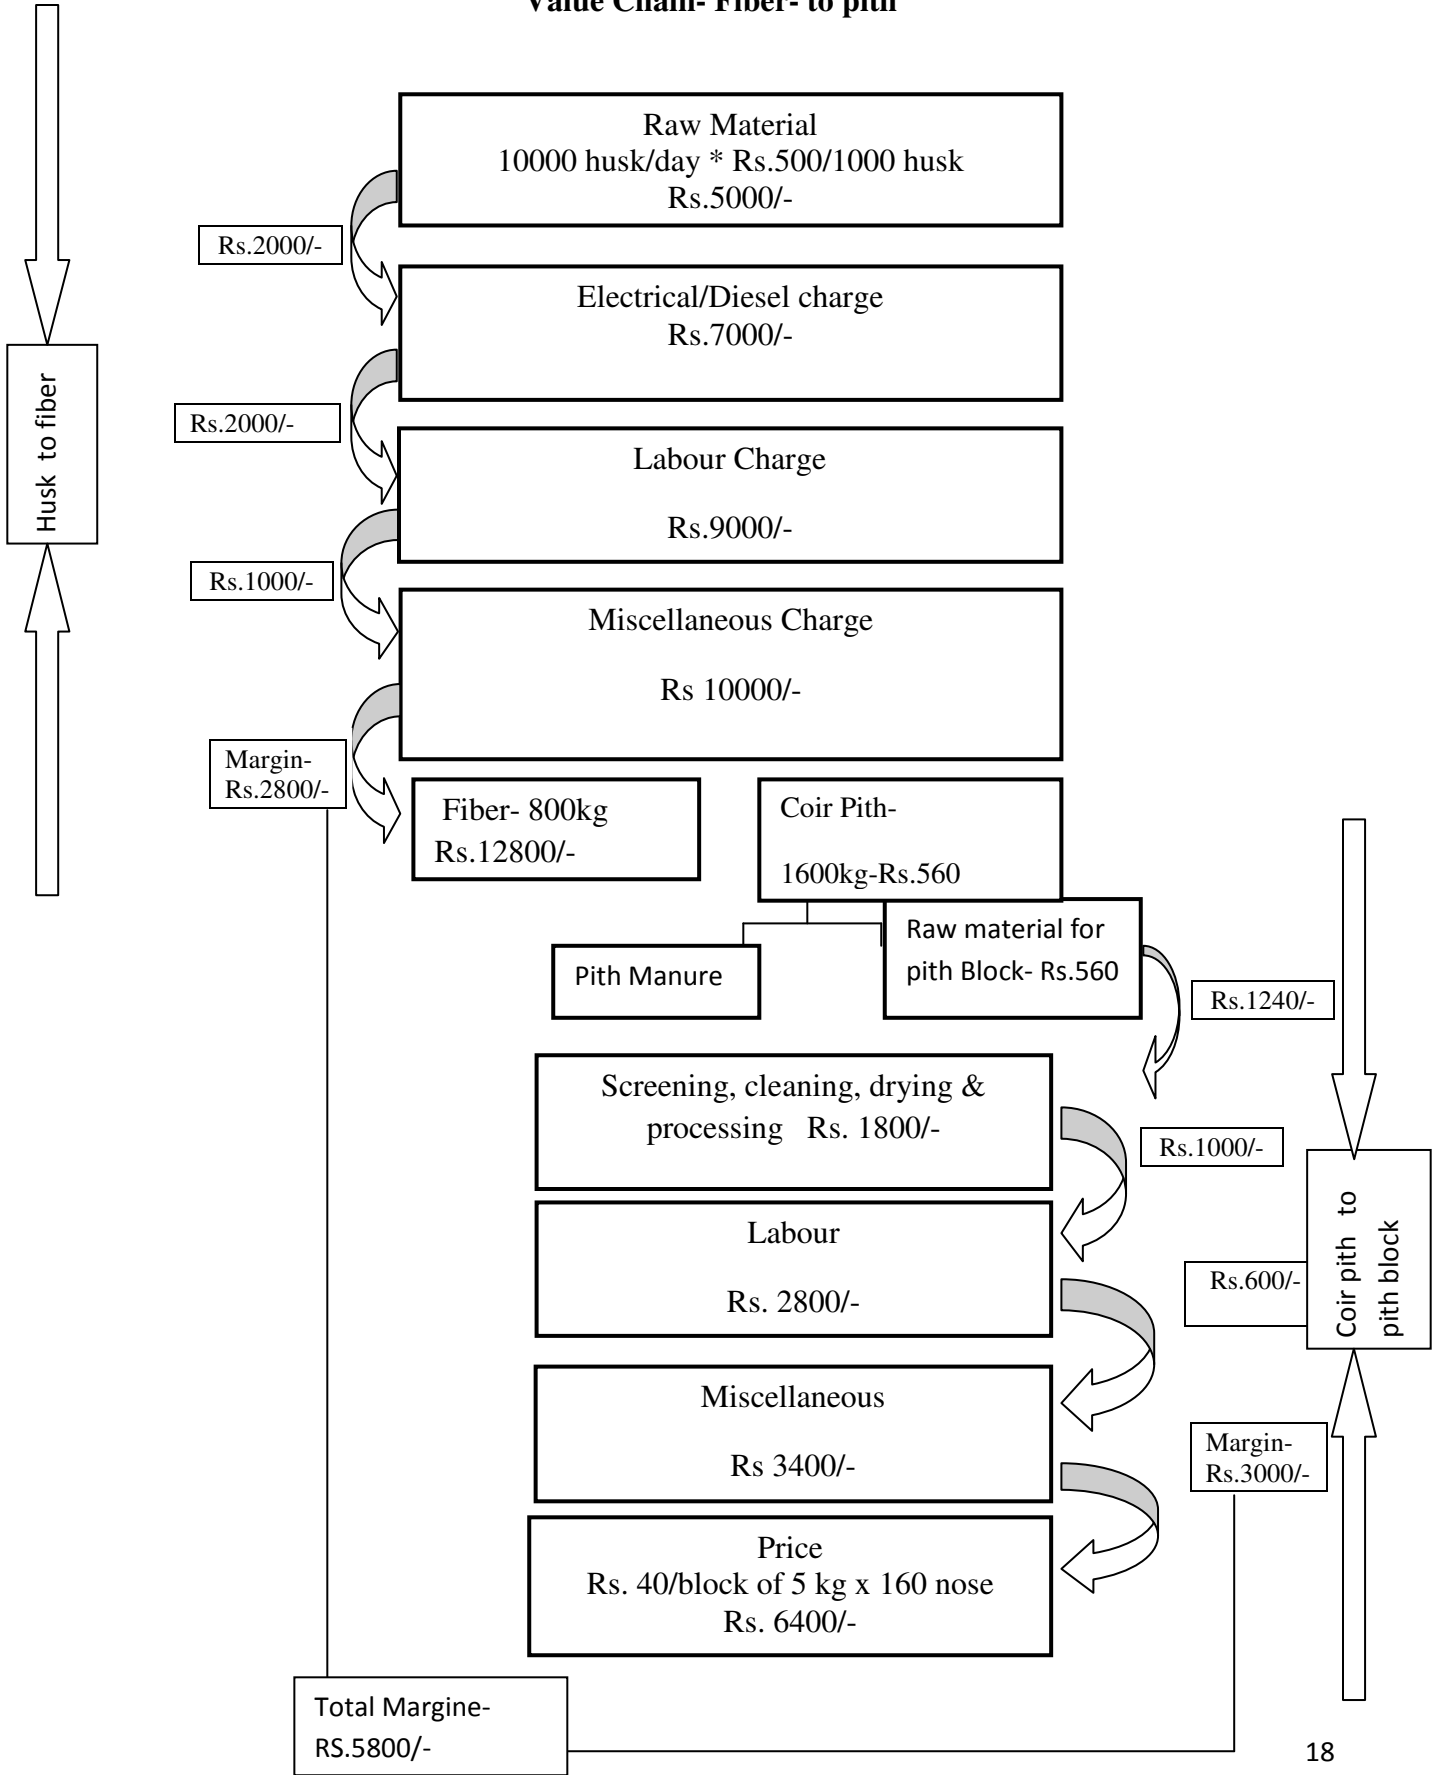 Value Chain- Fiber- to pith
Raw Material
10000 husk/day * Rs.500/1000 husk
Rs.5000/-
Rs.2000/-
Electrical/Diesel charge
Rs.7000/-
Husk to fiber
Rs.2000/-
Labour Charge
Rs.9000/-
Rs.1000/-
Miscellaneous Charge
Rs 10000/-
Margin-
Rs.2800/-
Fiber- 800kg
Rs.12800/-
Coir Pith-
1600kg-Rs.560
Pith Manure
Raw material for
pith Block- Rs.560
Rs.1240/-
Screening, cleaning, drying &
processing Rs. 1800/-
Rs.1000/-
Labour
Rs. 2800/-
Rs.600/-
Coir pith to
pith block
Miscellaneous
Rs 3400/-
Margin-
Rs.3000/-
Price
Rs. 40/block of 5 kg x 160 nose
Rs. 6400/-
Total Margine-
RS.5800/-
18